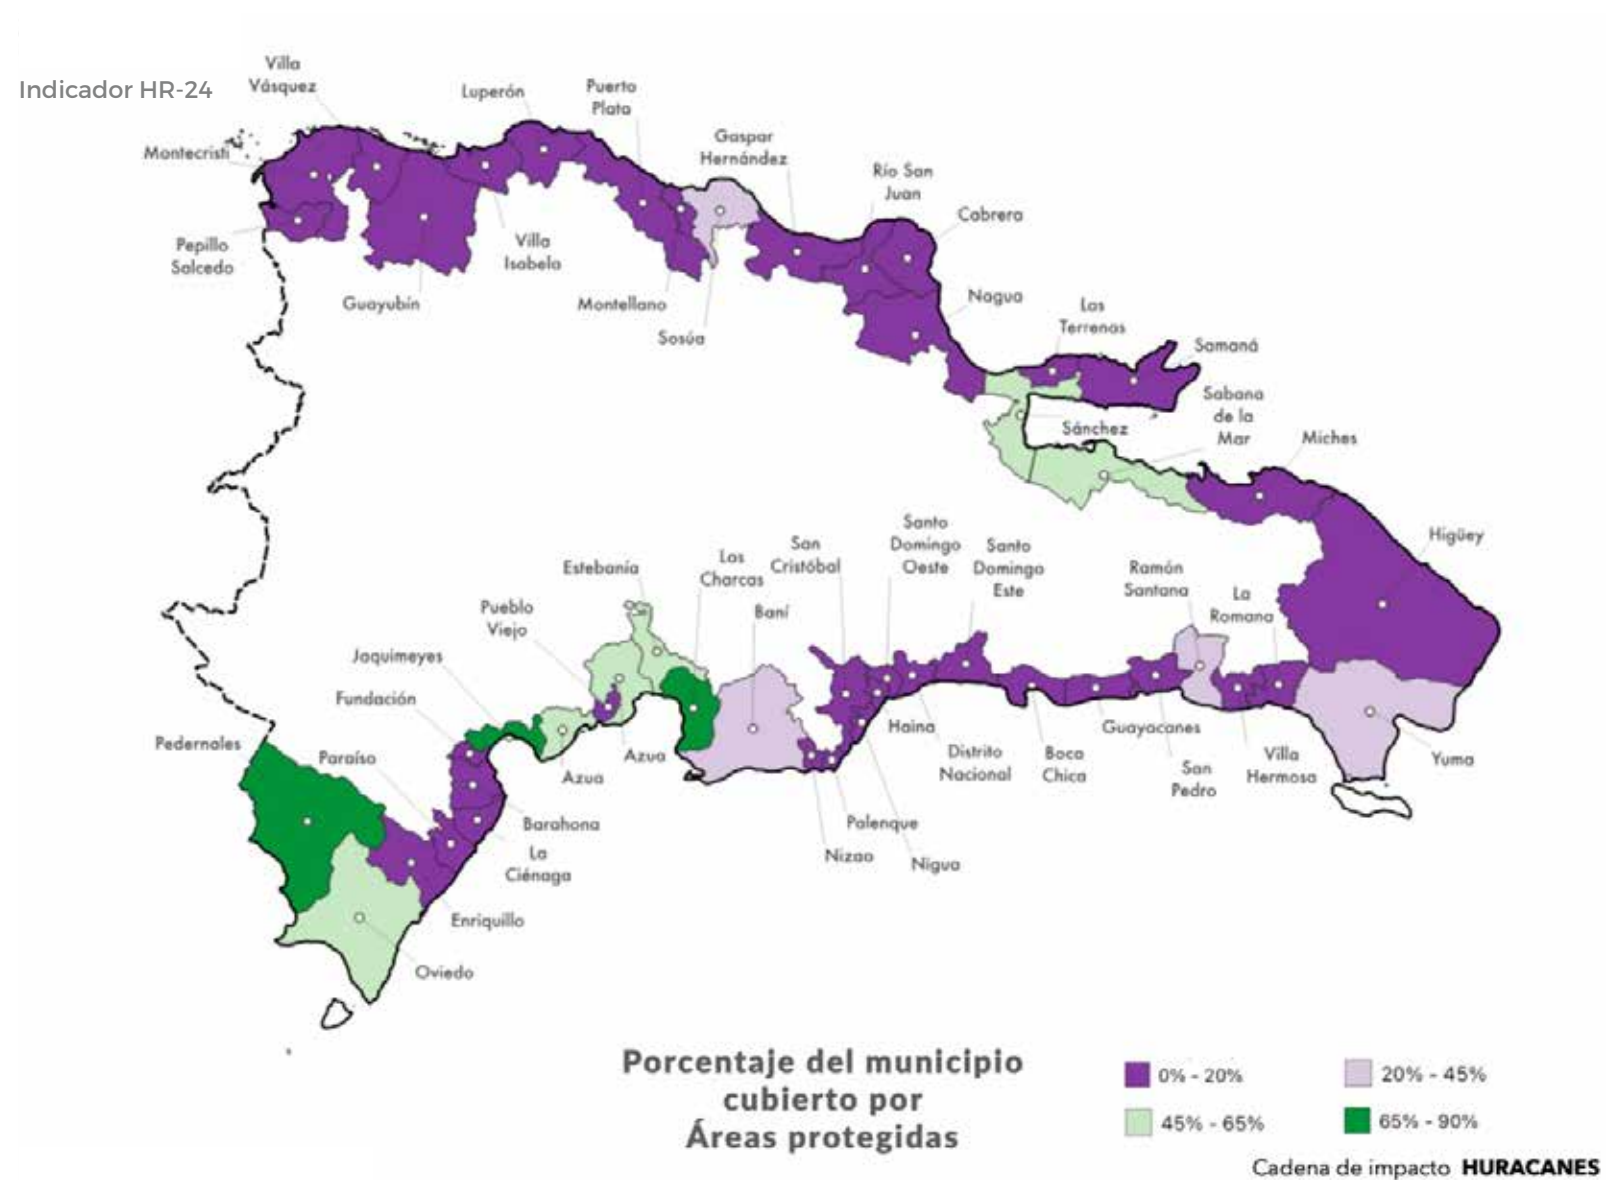 Indicador HR-24
Villa
Vásquez
Luperón
Puerto
Plata
Gaspar
Hernández
Montecristi
Río San
Juan
Cabrera
Pepillo
Salcedo
Villa
Isabela
Guayubín
Montellano
Sosúa
Nagua
Las
Terrenas
Samaná
Sabana
de la
Mar
Sánchez
Miches
Higüey
Santo
Domingo
Oeste
Santo
Domingo
Este
San
Cristóbal
Las
Charcas
Estebanía
Baní
Ramón
Santana
La
Romana
Pueblo
Viejo
Jaquimeyes
Fundación
Pedernales
Paraíso
Azua
Azua
Haina
Distrito
Nacional
Boca
Chica
Guayacanes
San
Pedro
Villa
Hermosa
Yuma
Barahona
La
Ciénaga
Palenque
Nizao
Nigua
Enriquillo
Oviedo
Porcentaje del municipio
cubierto por
Áreas protegidas
0% - 20%
20% - 45%
45% - 65%
65% - 90%
Cadena de impacto HURACANES